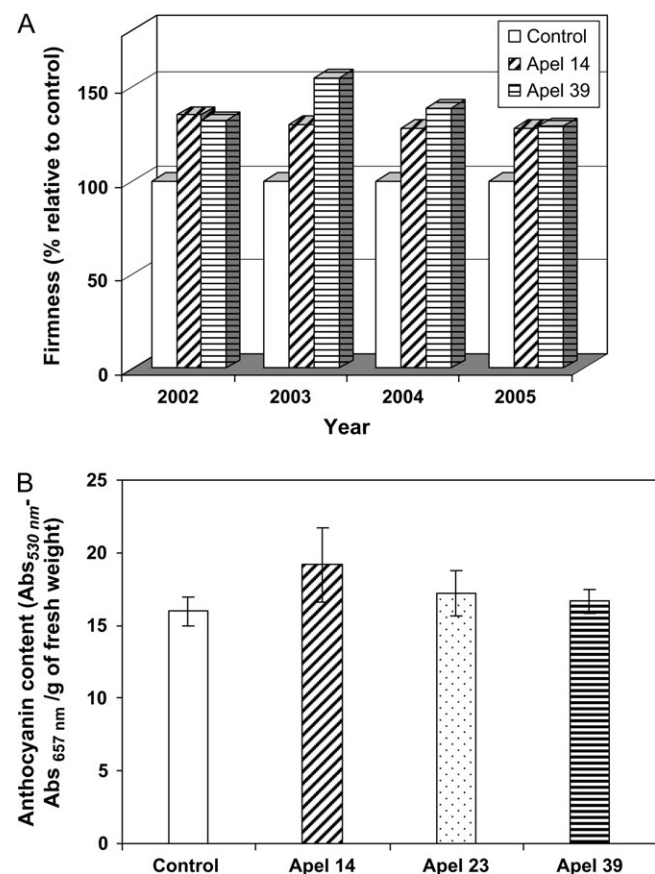 A
Control
Apel 14
Apel 39
Firmness (% relative to control)
150
100
50
0
2002 2003 2004 2005
Year
B
Anthocyanin content (Abs530 nm-
Abs 657 nm /g of fresh weight)
25
20
15
10
5
0
Control Apel 14 Apel 23 Apel 39